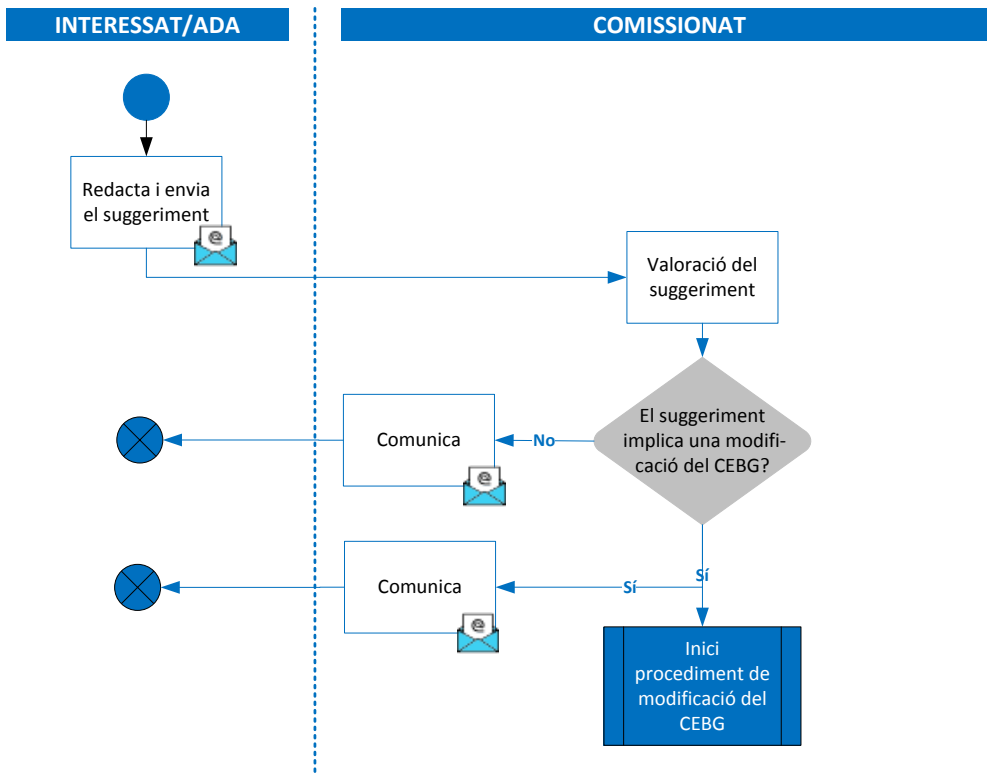 INTERESSAT/ADA
COMISSIONAT
Redacta i envia
el suggeriment
@
Valoració del
suggeriment
El suggeriment
implica una modifi-
cació del CEBG?
No
Comunica
@
Sí
Sí
Comunica
@
Inici
procediment de
modificació del
CEBG